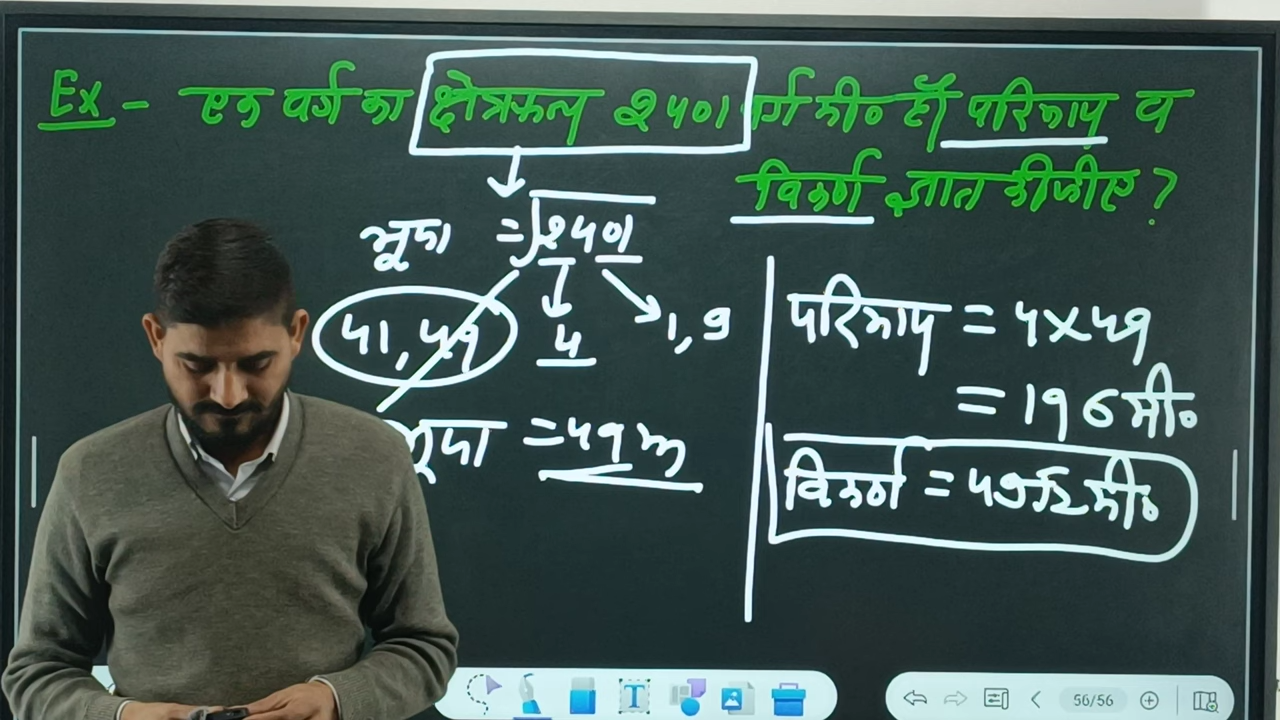 Ex - एक वर्ग का क्षेत्रफल 2401 वर्ग मी० हों परिमाप व
विकर्ण ज्ञात कीजीए ?
भूजा = √2401
41, 49
4
1, 9
भूजा = 49 m
परिमाप = 4 × 49
= 196 मी०
विकर्ण = 49√2 मी०
T
56/56